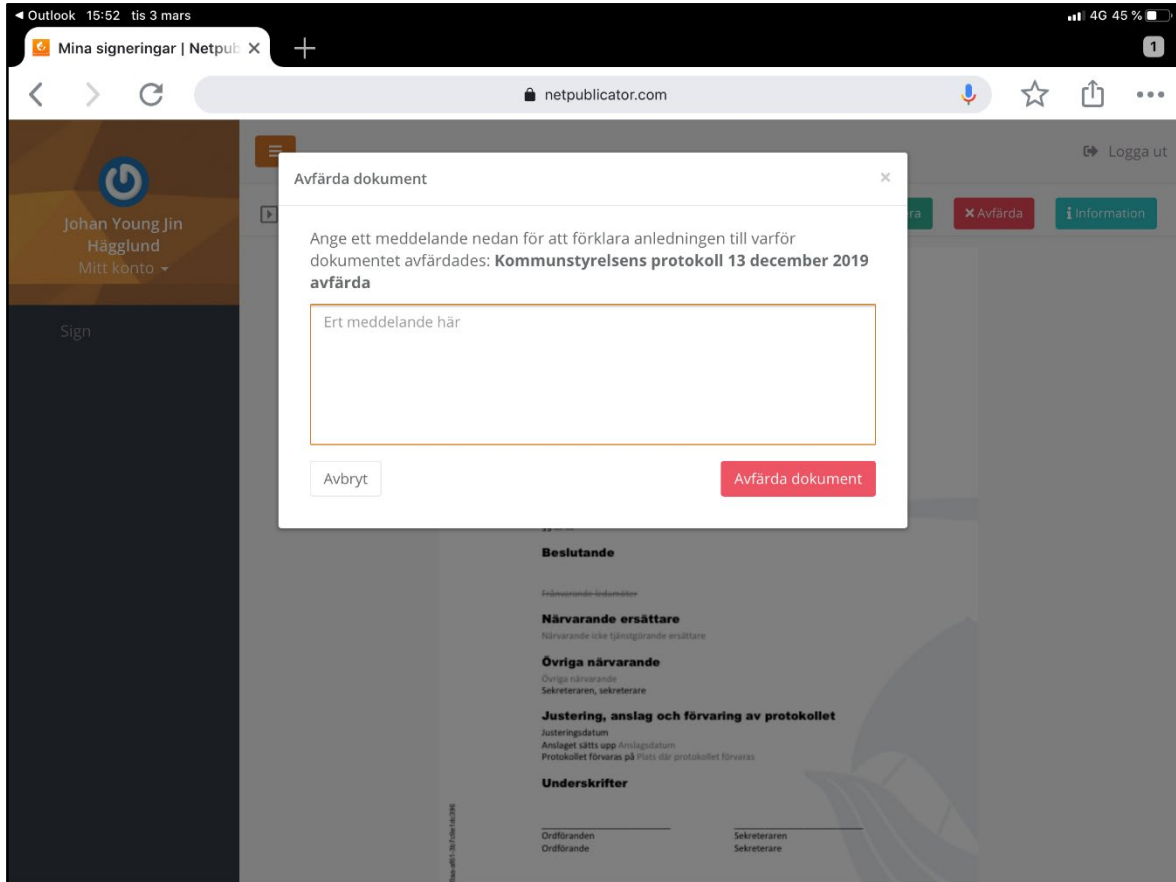 Outlook 15:52 tis 3 mars
4G 45 %
Mina signeringar | Netpub
1
netpublicator.com
Logga ut
Johan Young Jin
Hägglund
Mitt konto
Sign
ra
Avfärda
Information
Avfärda dokument
Ange ett meddelande nedan för att förklara anledningen till varför
dokumentet avfärdades: Kommunstyrelsens protokoll 13 december 2019
avfärda
Ert meddelande här
Avbryt
Avfärda dokument
Beslutande
Frånvarande ledamöter
Närvarande ersättare
Närvarande icke tjänstgörande ersättare
Övriga närvarande
Övriga närvarande
Sekreteraren, sekreterare
Justering, anslag och förvaring av protokollet
Justeringsdatum
Anslaget sätts upp Anslagsdatum
Protokollet förvaras på Plats där protokollet förvaras
Underskrifter
Ordföranden Sekreteraren
Ordförande Sekreterare